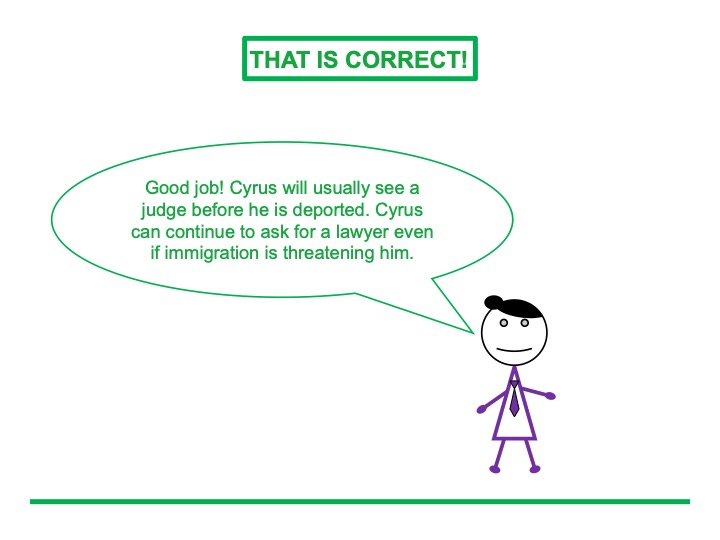 THAT IS CORRECT!
Good job! Cyrus will usually see a
judge before he is deported. Cyrus
can continue to ask for a lawyer even
if immigration is threatening him.